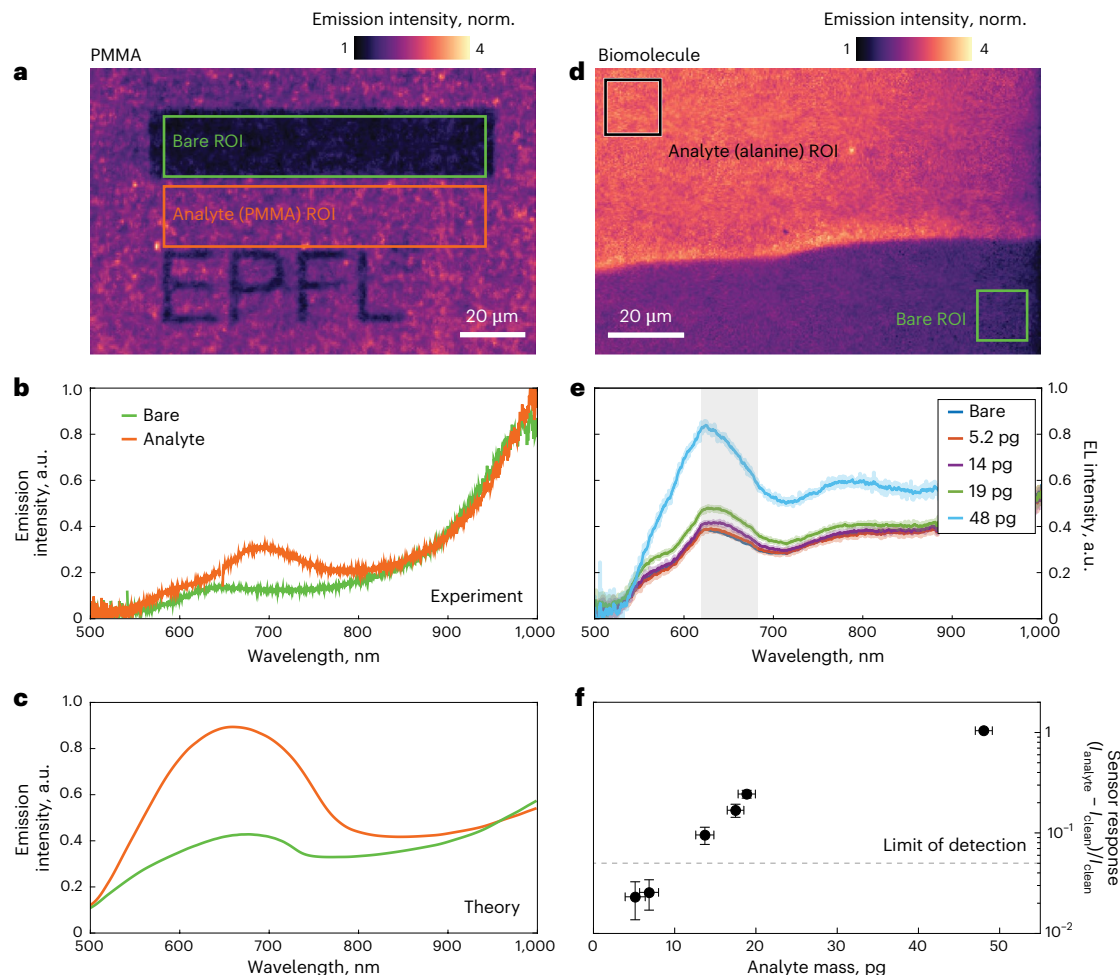 Emission intensity, norm.
1 4
PMMA
a
Bare ROI
Analyte (PMMA) ROI
EPFL
20 μm
Emission intensity, norm.
1 4
d Biomolecule
Analyte (alanine) ROI
20 μm
Bare ROI
b
Emission
intensity, a.u.
1.0
0.8
0.6
0.4
0.2
0
Bare
Analyte
Experiment
500 600 700 800 900 1,000
Wavelength, nm
e
Bare
5.2 pg
14 pg
19 pg
48 pg
1.0
0.8
0.6
0.4
0.2
0
EL intensity, a.u.
500 600 700 800 900 1,000
Wavelength, nm
c
Emission
intensity, a.u.
1.0
0.8
0.6
0.4
0.2
0
Theory
500 600 700 800 900 1,000
Wavelength, nm
f
Limit of detection
1
10⁻¹
10⁻²
Sensor response
(I_analyte – I_clean)/I_clean
0 10 20 30 40 50
Analyte mass, pg